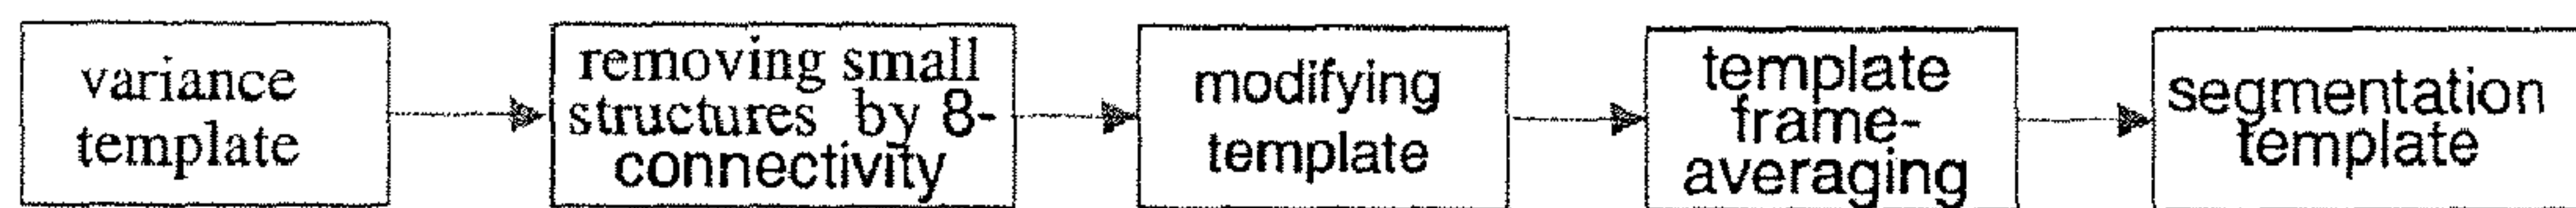 variance
template
removing small
structures by 8-
connectivity
modifying
template
template
frame-
averaging
segmentation
template